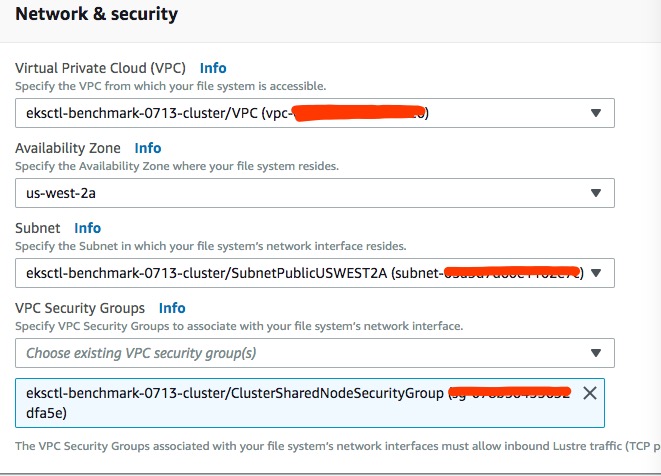 Network & security
Virtual Private Cloud (VPC) Info
Specify the VPC from which your file system is accessible.
eksctl-benchmark-0713-cluster/VPC (vpc- )
Availability Zone Info
Specify the Availability Zone where your file system resides.
us-west-2a
Subnet Info
Specify the Subnet in which your file system's network interface resides.
eksctl-benchmark-0713-cluster/SubnetPublicUSWEST2A (subnet- )
VPC Security Groups Info
Specify VPC Security Groups to associate with your file system's network interface.
Choose existing VPC security group(s)
eksctl-benchmark-0713-cluster/ClusterSharedNodeSecurityGroup (
dfa5e)
The VPC Security Groups associated with your file system's network interfaces must allow inbound Lustre traffic (TCP p